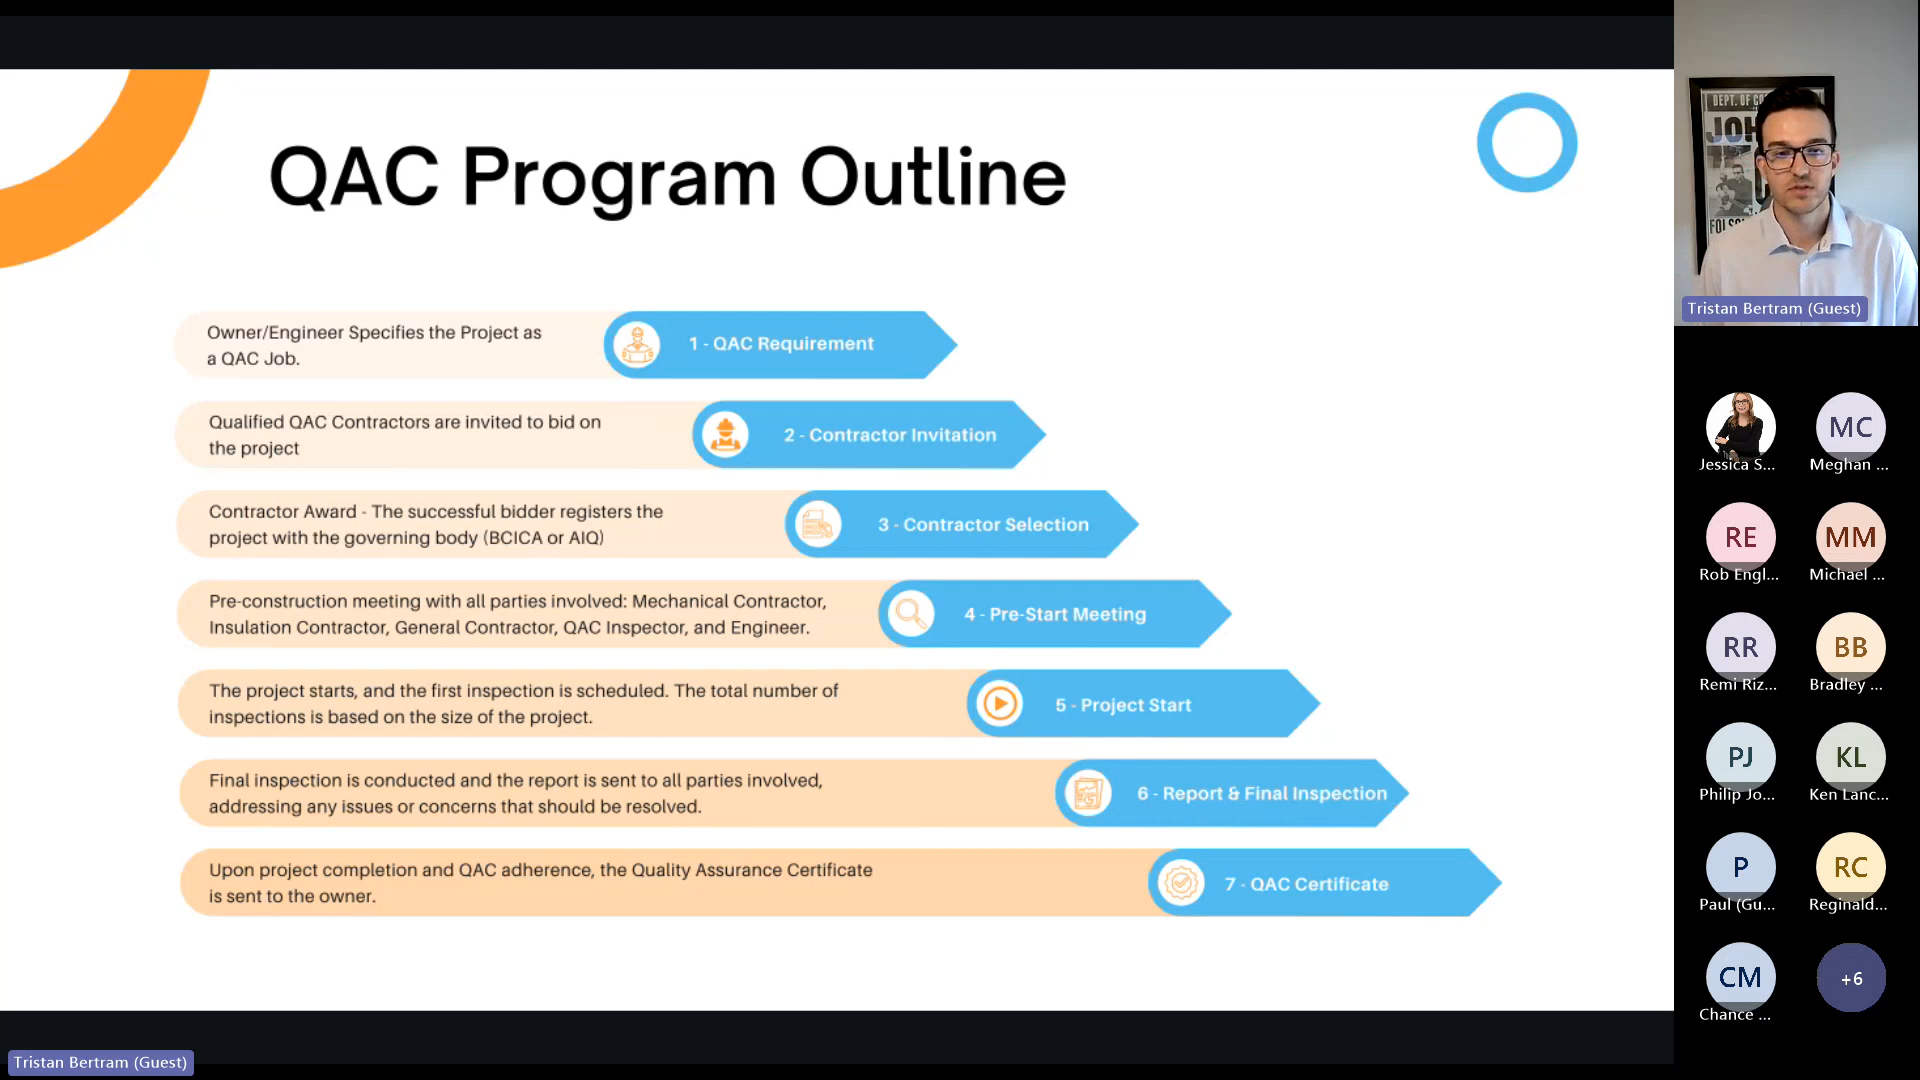 QAC Program Outline
Owner/Engineer Specifies the Project as
a QAC Job.
1 - QAC Requirement
Qualified QAC Contractors are invited to bid on
the project
2 - Contractor Invitation
Contractor Award - The successful bidder registers the
project with the governing body (BCICA or AIQ)
3 - Contractor Selection
Pre-construction meeting with all parties involved: Mechanical Contractor,
Insulation Contractor, General Contractor, QAC Inspector, and Engineer.
4 - Pre-Start Meeting
The project starts, and the first inspection is scheduled. The total number of
inspections is based on the size of the project.
5 - Project Start
Final inspection is conducted and the report is sent to all parties involved,
addressing any issues or concerns that should be resolved.
6 - Report & Final Inspection
Upon project completion and QAC adherence, the Quality Assurance Certificate
is sent to the owner.
7 - QAC Certificate
Tristan Bertram (Guest)
DEPT. OF
JOH
Tristan Bertram (Guest)
Jessica S...
MC
Meghan ...
RE
Rob Engl...
MM
Michael ...
RR
Remi Riz...
BB
Bradley ...
PJ
Philip Jo...
KL
Ken Lanc...
P
Paul (Gu...
RC
Reginald...
CM
Chance ...
+6